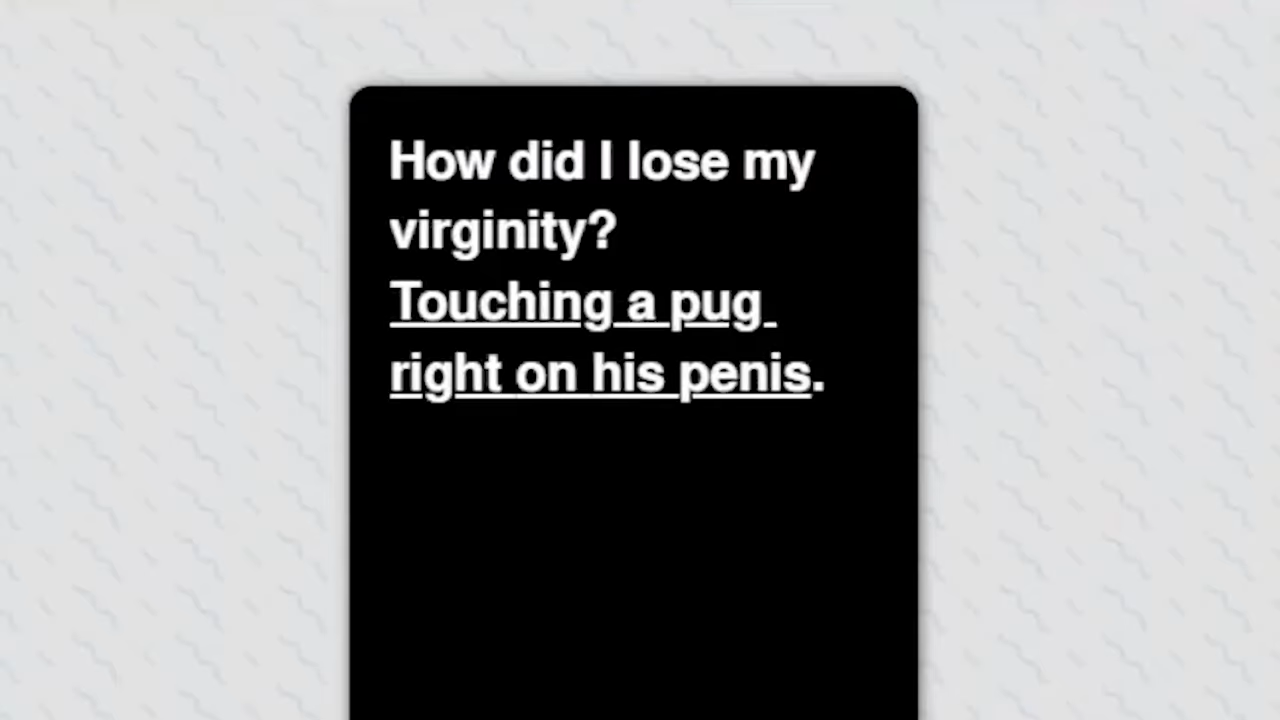 How did I lose my
virginity?
Touching a pug
right on his penis.